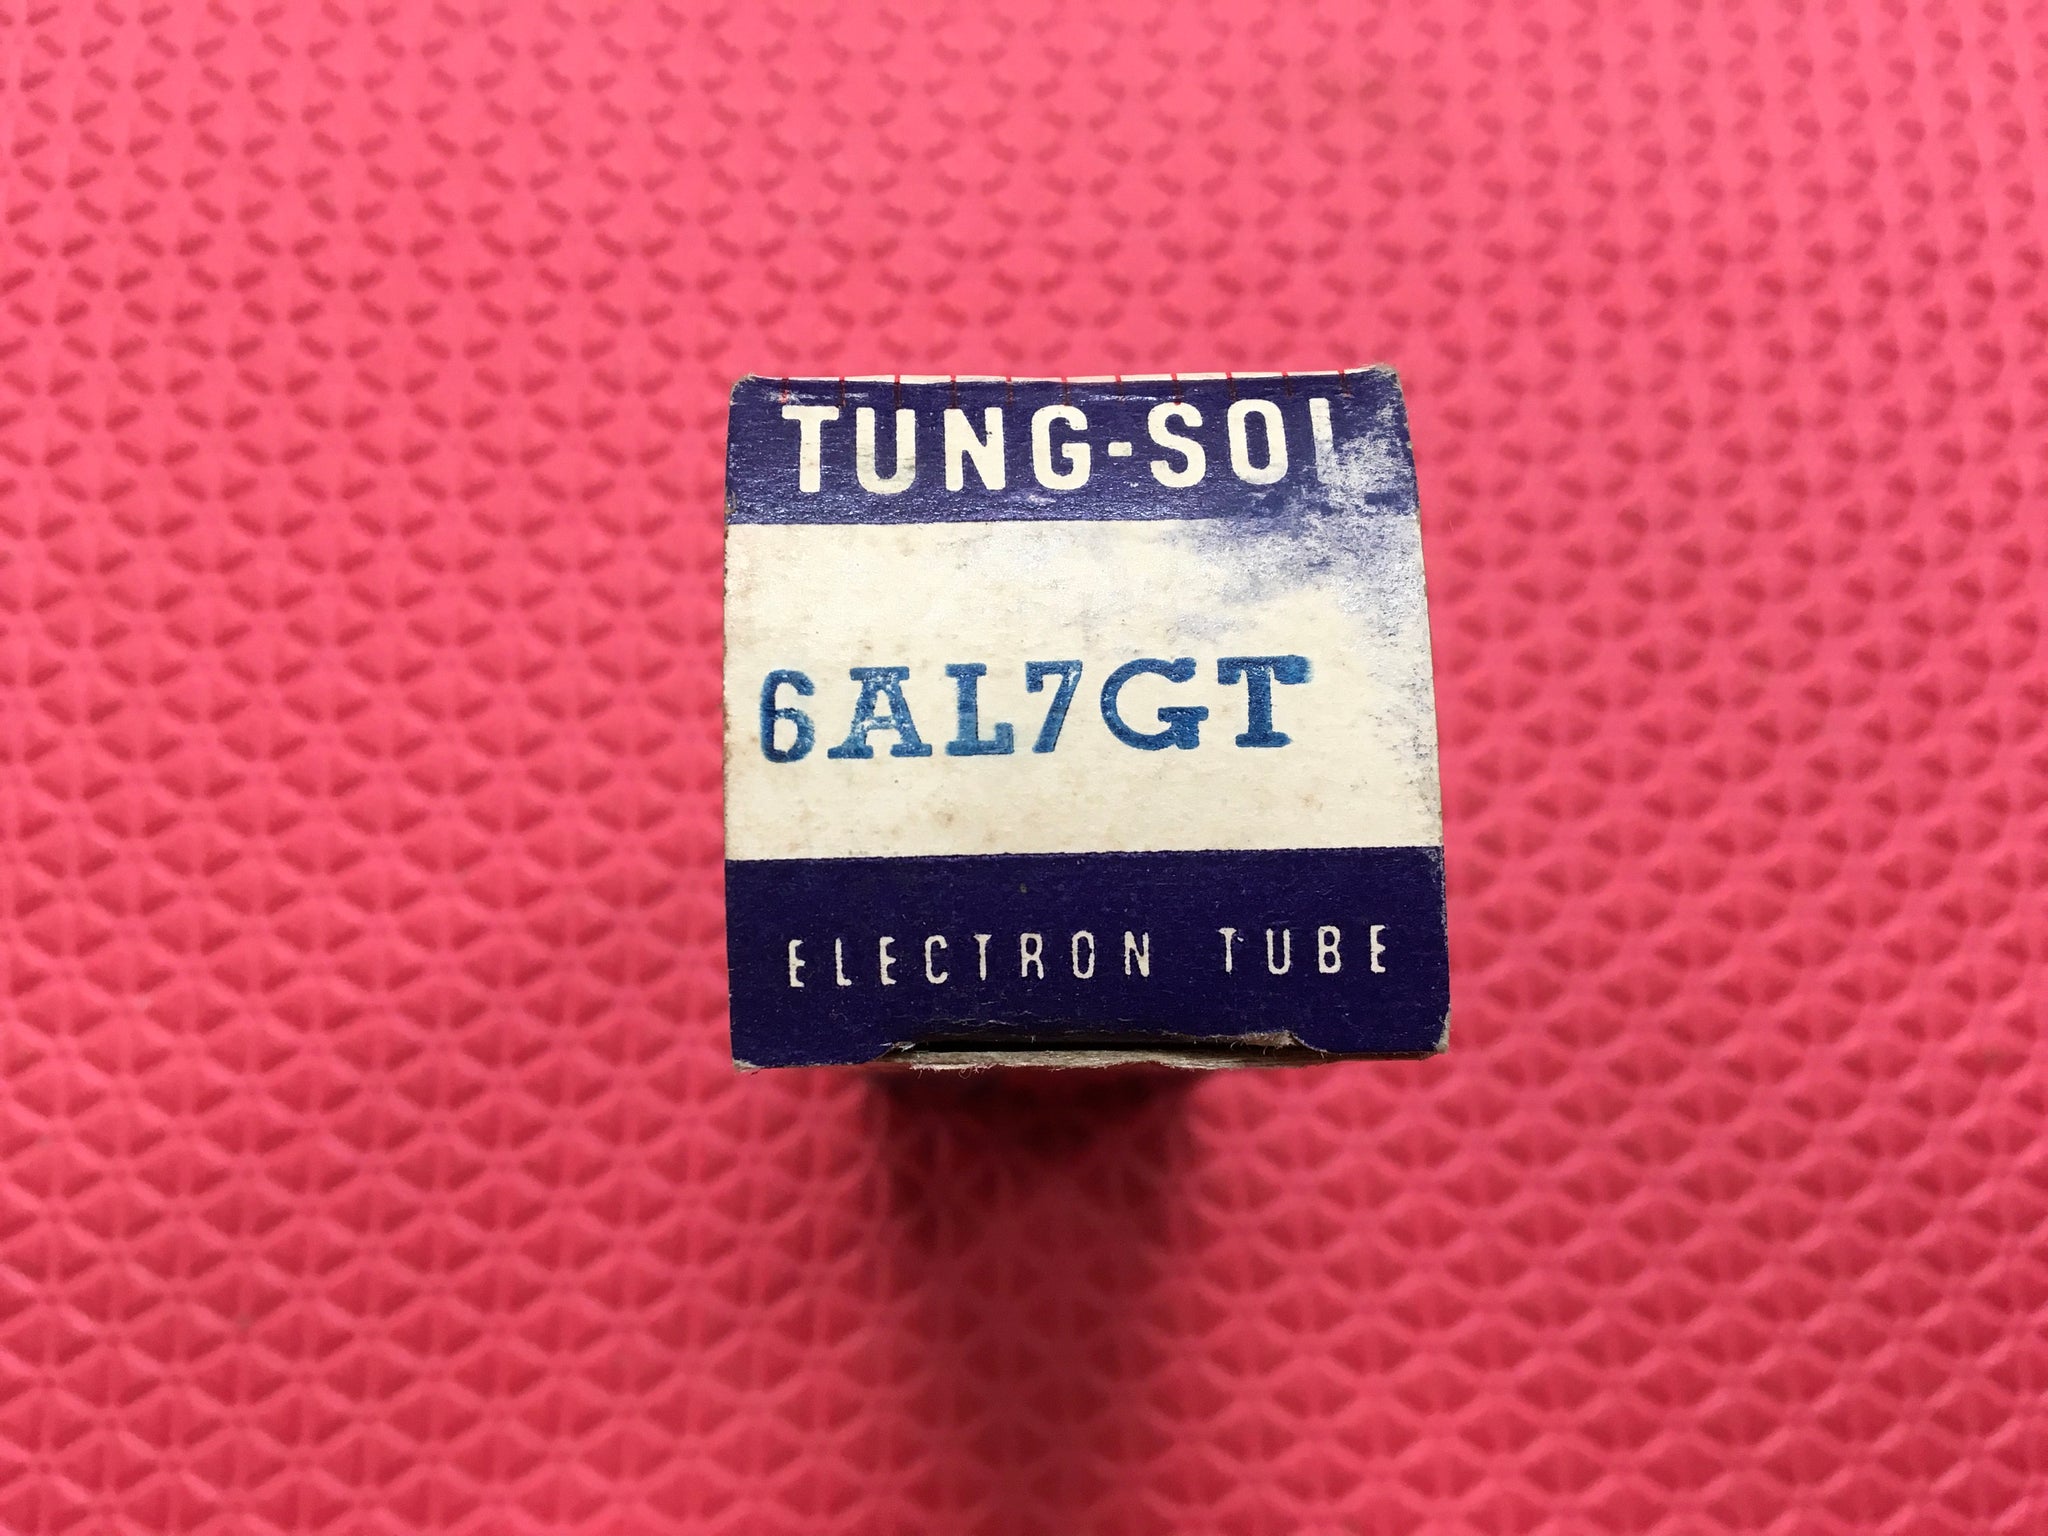 TUNG-SOL
6AL7GT
ELECTRON TUBE